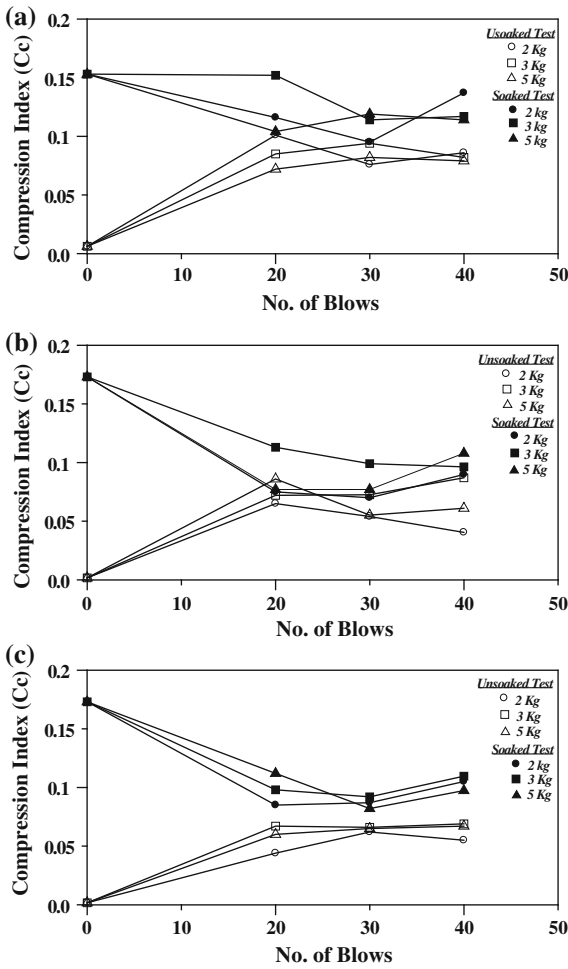 (a)
0.2
0.15
0.1
0.05
0.0
Compression Index (Cc)
Usoaked Test
2 Kg
3 Kg
5 Kg
Soaked Test
2 kg
3 kg
5 kg
0 10 20 30 40 50
No. of Blows
(b)
0.2
0.15
0.1
0.05
0.0
Compression Index (Cc)
Unsoaked Test
2 Kg
3 Kg
5 Kg
Soaked Test
2 Kg
3 Kg
5 Kg
0 10 20 30 40 50
No. of Blows
(c)
0.2
0.15
0.1
0.05
0.0
Compression Index (Cc)
Unsoaked Test
2 Kg
3 Kg
5 Kg
Soaked Test
2 kg
3 Kg
5 Kg
0 10 20 30 40 50
No. of Blows